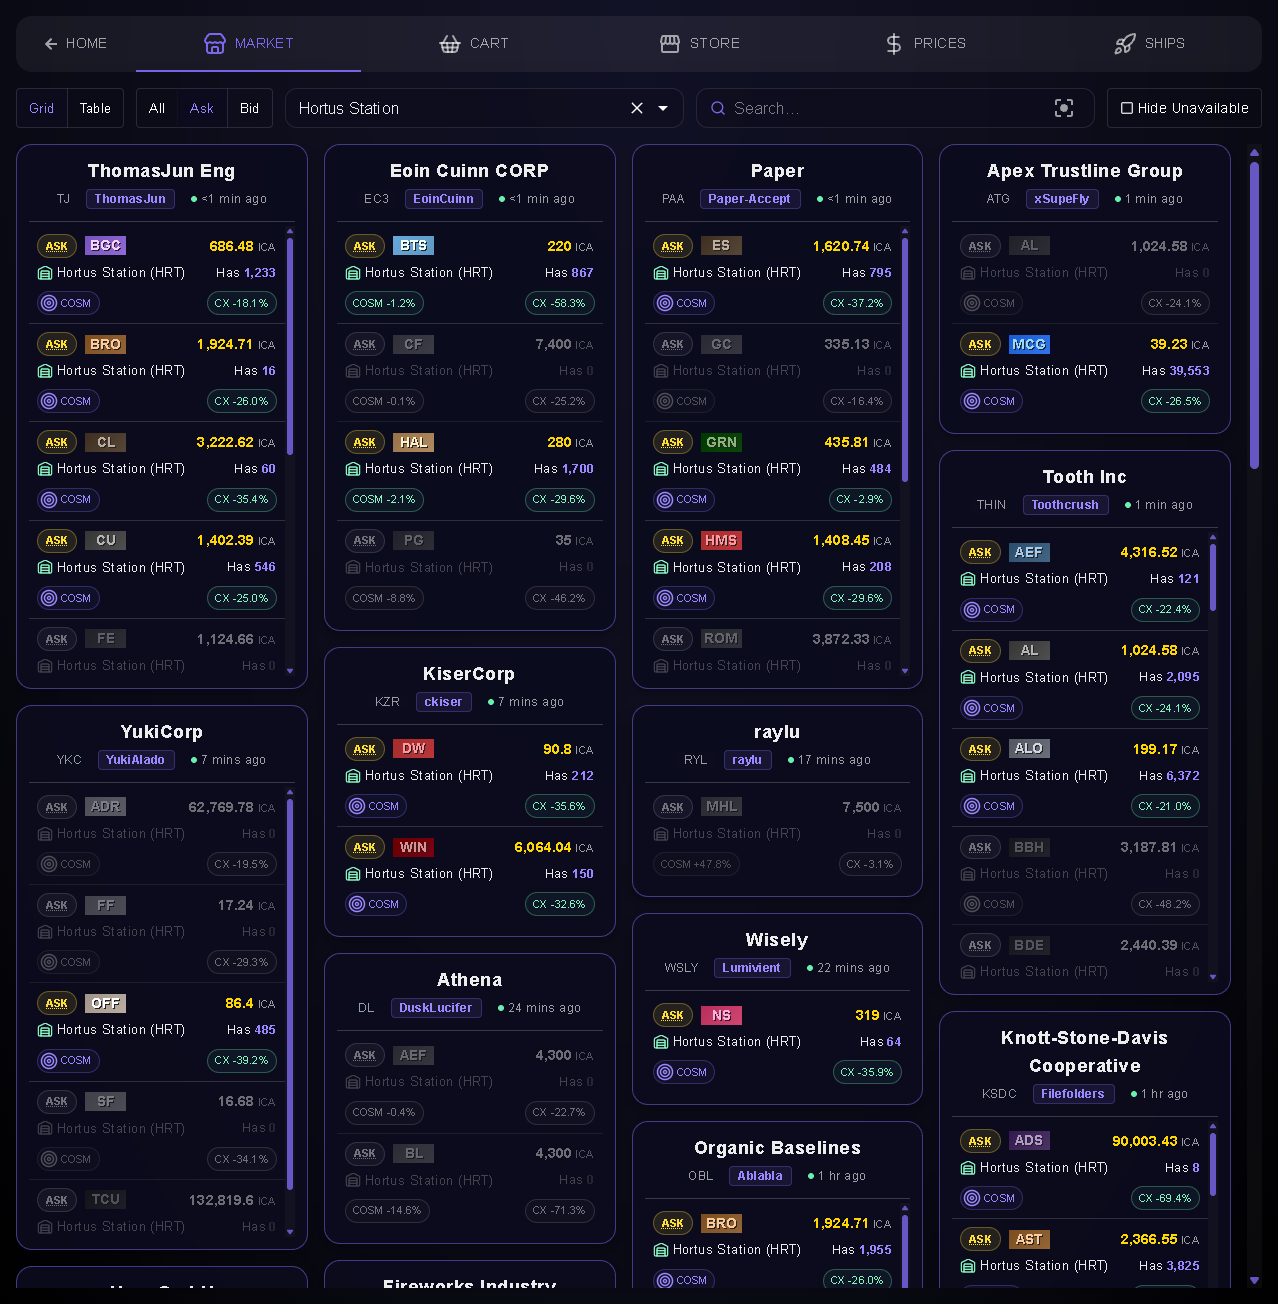 HOME
MARKET
CART
STORE
PRICES
SHIPS
Grid Table
All Ask Bid
Hortus Station
Search...
Hide Unavailable
ThomasJun Eng
TJ ThomasJun <1 min ago
ASK BGC 686.48 ICA
Hortus Station (HRT) Has 1,233
COSM CX -18.1%
ASK BRO 1,924.71 ICA
Hortus Station (HRT) Has 16
COSM CX -26.0%
ASK CL 3,222.62 ICA
Hortus Station (HRT) Has 60
COSM CX -35.4%
ASK CU 1,402.39 ICA
Hortus Station (HRT) Has 546
COSM CX -25.0%
ASK FE 1,124.66 ICA
Hortus Station (HRT) Has 0
YukiCorp
YKC YukiAlado 7 mins ago
ASK ADR 62,769.78 ICA
Hortus Station (HRT) Has 0
COSM CX -19.5%
ASK FF 17.24 ICA
Hortus Station (HRT) Has 0
COSM CX -29.3%
ASK OFF 86.4 ICA
Hortus Station (HRT) Has 485
COSM CX -39.2%
ASK SF 16.68 ICA
Hortus Station (HRT) Has 0
COSM CX -34.1%
ASK TCU 132,819.6 ICA
Hortus Station (HRT) Has 0
Eoin Cuinn CORP
EC3 EoinCuinn <1 min ago
ASK BTS 220 ICA
Hortus Station (HRT) Has 867
COSM -1.2% CX -58.3%
ASK CF 7,400 ICA
Hortus Station (HRT) Has 0
COSM -0.1% CX -25.2%
ASK HAL 280 ICA
Hortus Station (HRT) Has 1,700
COSM -2.1% CX -29.6%
ASK PG 35 ICA
Hortus Station (HRT) Has 0
COSM -8.8% CX -46.2%
KiserCorp
KZR ckiser 7 mins ago
ASK DW 90.8 ICA
Hortus Station (HRT) Has 212
COSM CX -35.6%
ASK WIN 6,064.04 ICA
Hortus Station (HRT) Has 150
COSM CX -32.6%
Athena
DL DuskLucifer 24 mins ago
ASK AEF 4,300 ICA
Hortus Station (HRT) Has 0
COSM -0.4% CX -22.7%
ASK BL 4,300 ICA
Hortus Station (HRT) Has 0
COSM -14.6% CX -71.3%
Fireworks Industry
Paper
PAA Paper-Accept <1 min ago
ASK ES 1,620.74 ICA
Hortus Station (HRT) Has 795
COSM CX -37.2%
ASK GC 335.13 ICA
Hortus Station (HRT) Has 0
COSM CX -16.4%
ASK GRN 435.81 ICA
Hortus Station (HRT) Has 484
COSM CX -2.9%
ASK HMS 1,408.45 ICA
Hortus Station (HRT) Has 208
COSM CX -29.6%
ASK ROM 3,872.33 ICA
Hortus Station (HRT) Has 0
raylu
RYL raylu 17 mins ago
ASK MHL 7,500 ICA
Hortus Station (HRT) Has 0
COSM +47.8% CX -3.1%
Wisely
WSLY Lumivient 22 mins ago
ASK NS 319 ICA
Hortus Station (HRT) Has 64
COSM CX -35.9%
Organic Baselines
OBL Ablabla 1 hr ago
ASK BRO 1,924.71 ICA
Hortus Station (HRT) Has 1,955
COSM CX -26.0%
Apex Trustline Group
ATG xSupeFly 1 min ago
ASK AL 1,024.58 ICA
Hortus Station (HRT) Has 0
COSM CX -24.1%
ASK MCG 39.23 ICA
Hortus Station (HRT) Has 39,553
COSM CX -26.5%
Tooth Inc
THIN Toothcrush 1 min ago
ASK AEF 4,316.52 ICA
Hortus Station (HRT) Has 121
COSM CX -22.4%
ASK AL 1,024.58 ICA
Hortus Station (HRT) Has 2,095
COSM CX -24.1%
ASK ALO 199.17 ICA
Hortus Station (HRT) Has 6,372
COSM CX -21.0%
ASK BBH 3,187.81 ICA
Hortus Station (HRT) Has 0
COSM CX -48.2%
ASK BDE 2,440.39 ICA
Hortus Station (HRT) Has 0
Knott-Stone-Davis
Cooperative
KSDC Filefolders 1 hr ago
ASK ADS 90,003.43 ICA
Hortus Station (HRT) Has 8
COSM CX -69.4%
ASK AST 2,366.55 ICA
Hortus Station (HRT) Has 3,825